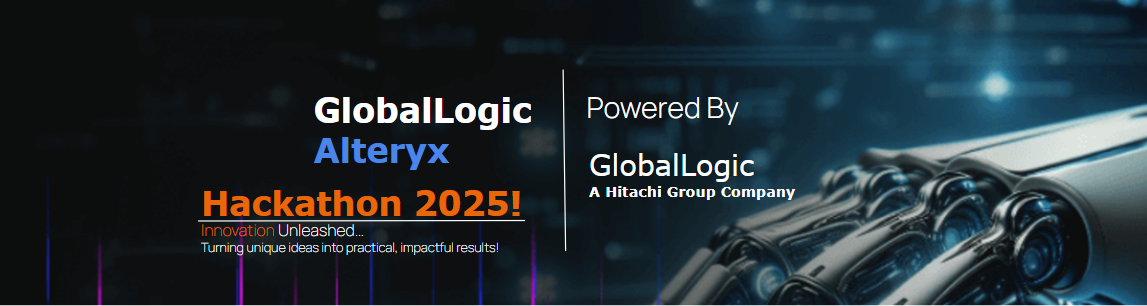 GlobalLogic
Alteryx
Hackathon 2025!
Innovation Unleashed...
Turning unique ideas into practical, impactful results!
Powered By
GlobalLogic
A Hitachi Group Company